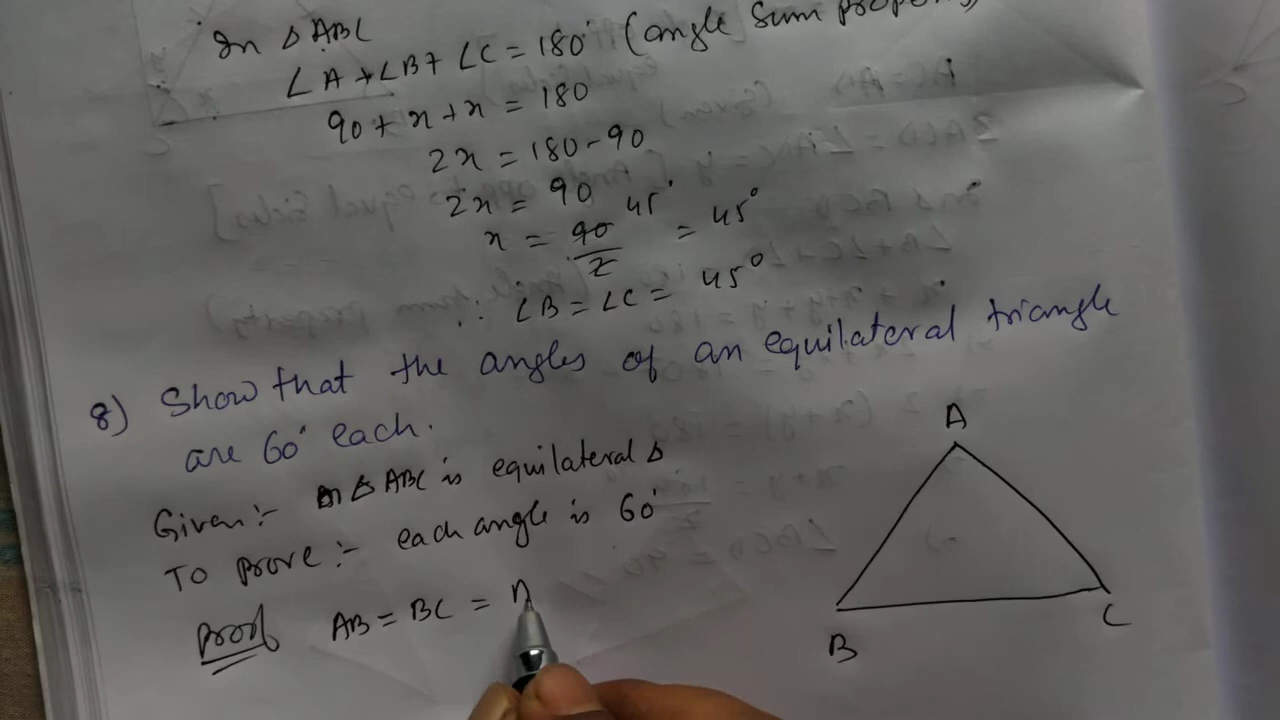 In Δ ABC
∠A + ∠B + ∠C = 180° (angle sum
90 + x + x = 180
2x = 180 - 90
2x = 90
x = 90/2 45° = 45°
∴ ∠B = ∠C = 45°
8) Show that the angles of an equilateral triangle
are 60° each.
Given :- Δ ABC is equilateral Δ
To prove :- each angle is 60°
Proof AB = BC =
A
B
C